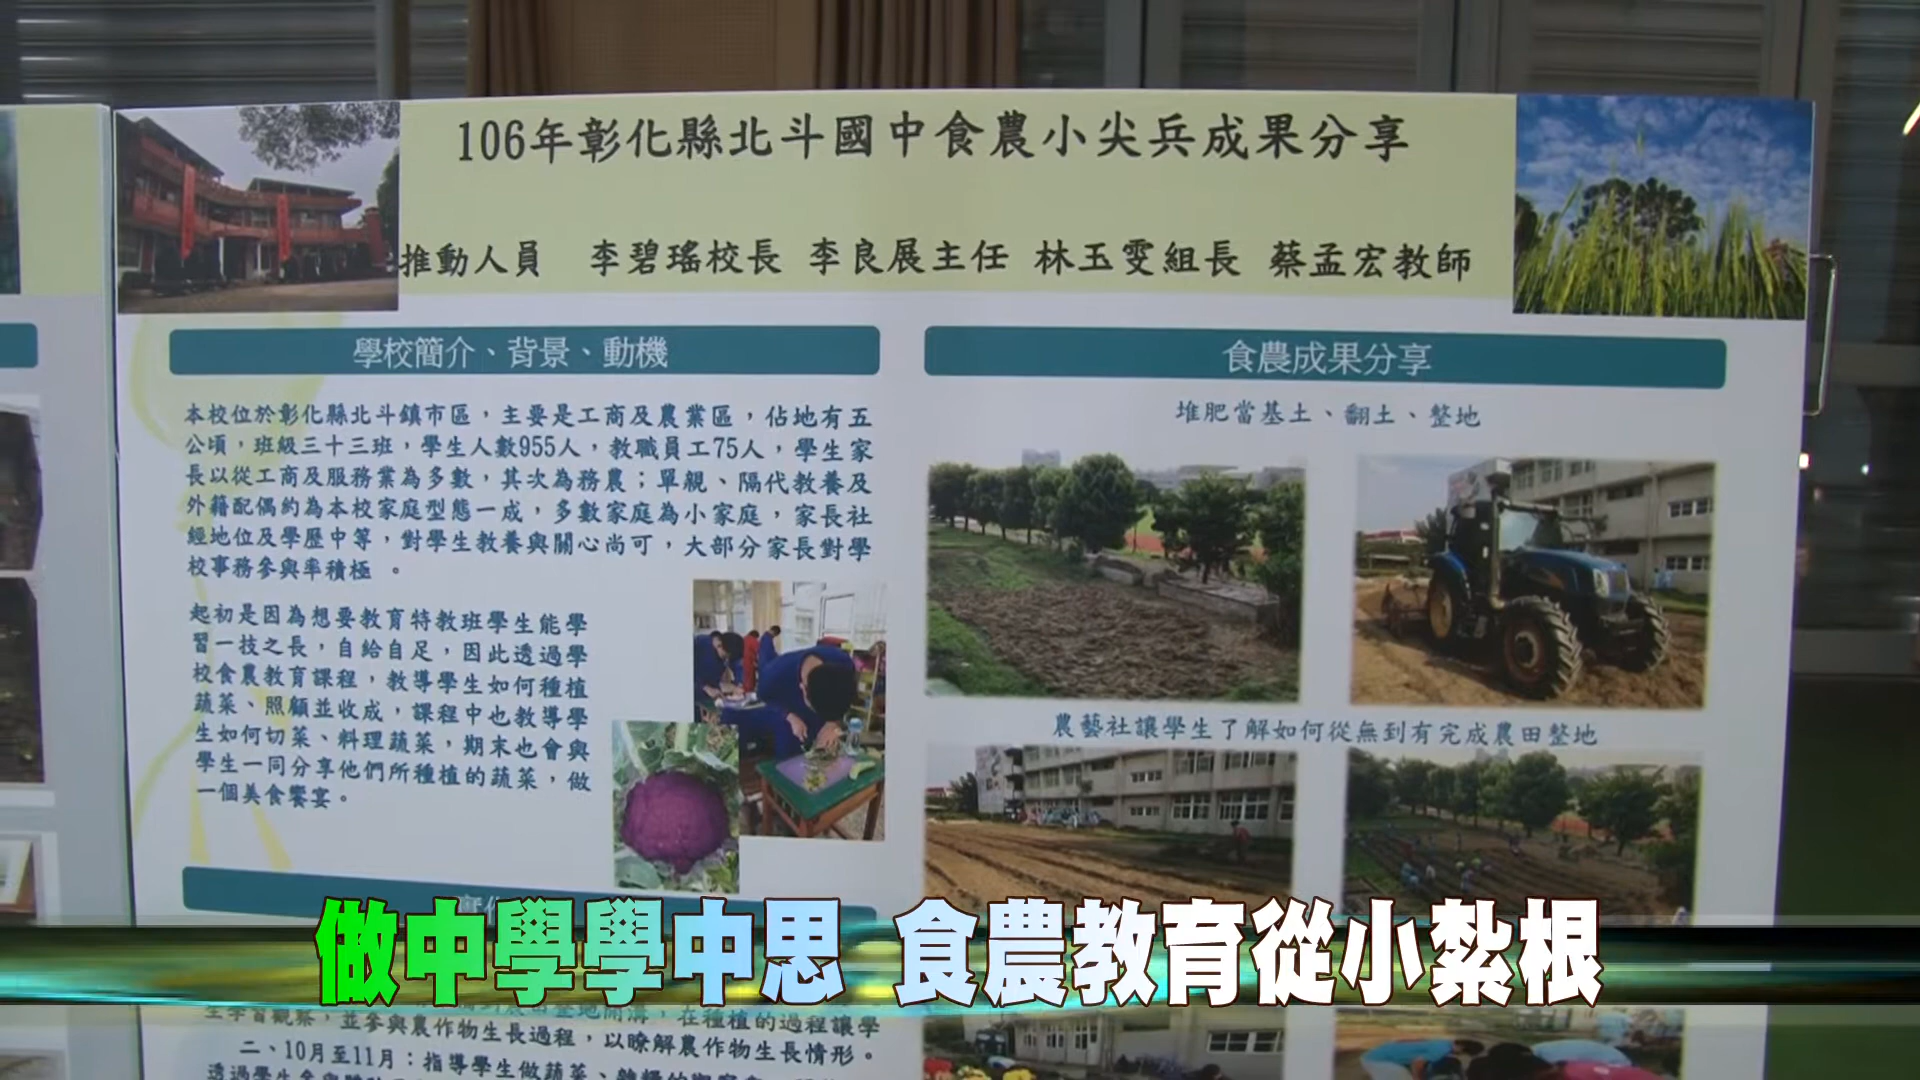 106年彰化縣北斗國中食農小尖兵成果分享
推動人員 李碧瑤校長 李良展主任 林玉雯組長 蔡孟宏教師
學校簡介、背景、動機
本校位於彰化縣北斗鎮市區，主要是工商及農業區，佔地有五
公頃，班級三十三班，學生人數955人，教職員工75人，學生家
長以從工商及服務業為多數，其次為務農；單親、隔代教養及
外籍配偶約為本校家庭型態一成，多數家庭為小家庭，家長社
經地位及學歷中等，對學生教養與關心尚可，大部分家長對學
校事務參與率積極 。
起初是因為想要教育特教班學生能學
習一技之長，自給自足，因此透過學
校食農教育課程，教導學生如何種植
蔬菜、照顧並收成，課程中也教導學
生如何切菜、料理蔬菜，期末也會與
學生一同分享他們所種植的蔬菜，做
一個美食饗宴。
食農成果分享
堆肥當基土、翻土、整地
農藝社讓學生了解如何從無到有完成農田整地
做中學學中思 食農教育從小紮根
生學習觀察，並參與農作物生長過程，以瞭解農作物生長情形。
二、10月至11月：指導學生做蔬菜、雜糧的觀察